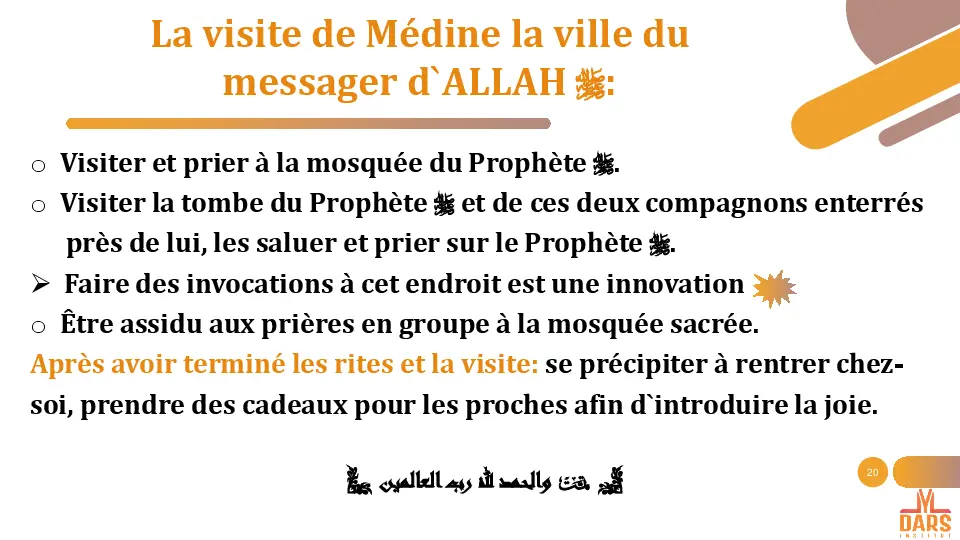 La visite de Médine la ville du
messager d`ALLAH ﷺ:
o Visiter et prier à la mosquée du Prophète ﷺ.
o Visiter la tombe du Prophète ﷺ et de ces deux compagnons enterrés
près de lui, les saluer et prier sur le Prophète ﷺ.
➢ Faire des invocations à cet endroit est une innovation
o Être assidu aux prières en groupe à la mosquée sacrée.
Après avoir terminé les rites et la visite: se précipiter à rentrer chez-
soi, prendre des cadeaux pour les proches afin d`introduire la joie.
تمت والحمد لله رب العالمين
20
DARS
INSTITUT